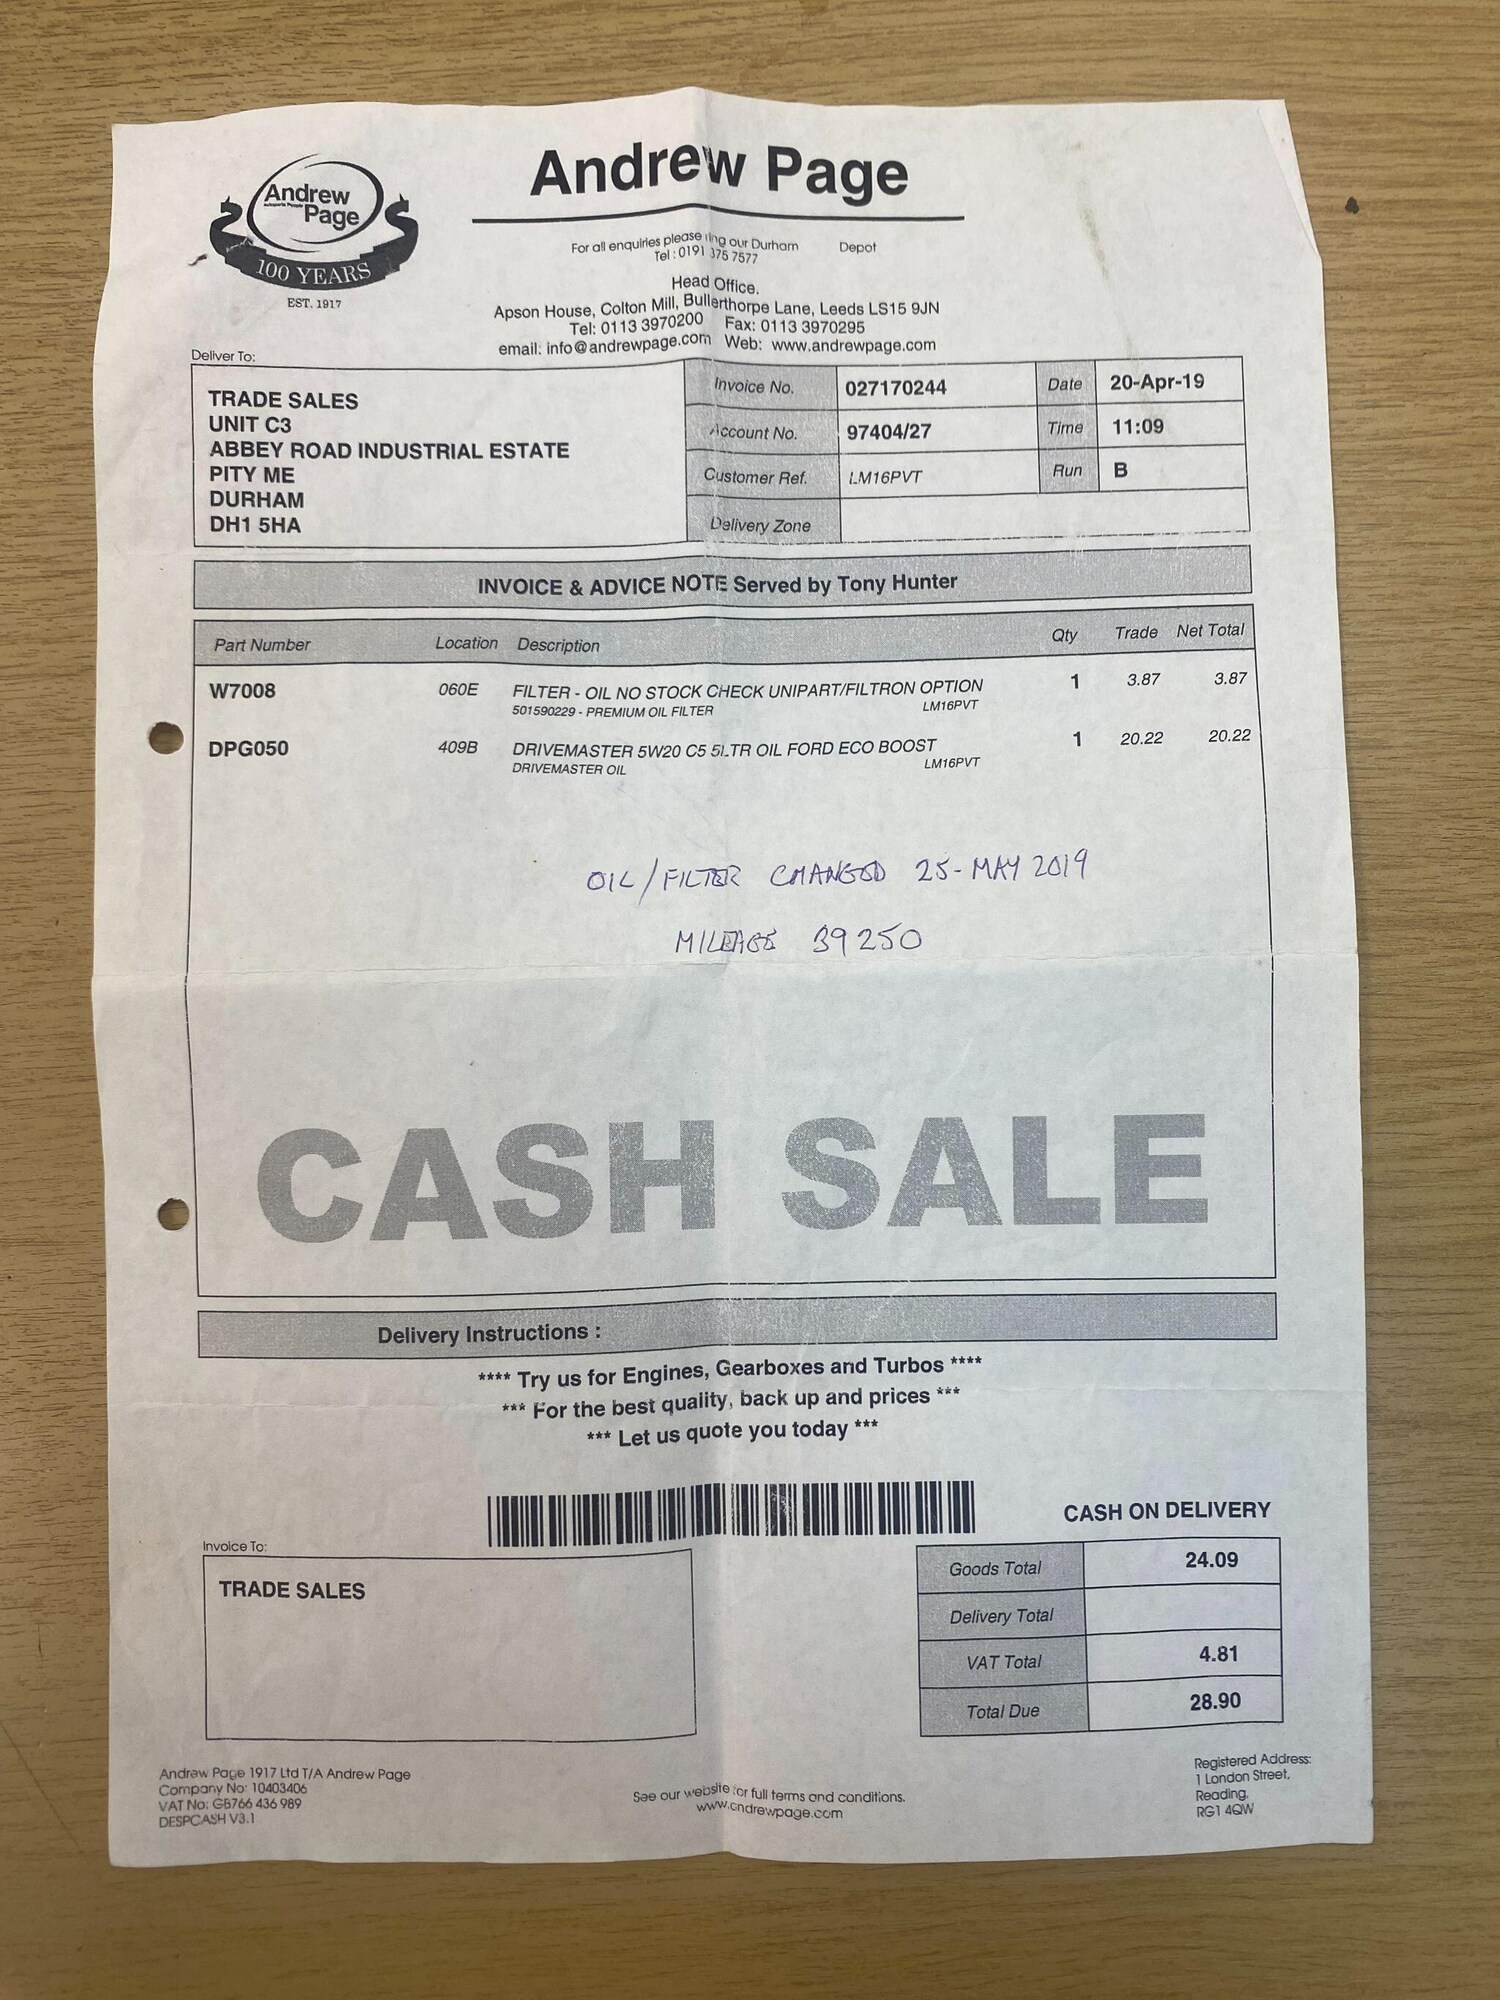 Andrew
Page
100 YEARS
EST. 1917
Andrew Page
For all enquiries please ring our Durham Depot
Tel : 0191 375 7577
Head Office.
Apson House, Colton Mill, Bullerthorpe Lane, Leeds LS15 9JN
Tel: 0113 3970200 Fax: 0113 3970295
email: info@andrewpage.com Web: www.andrewpage.com
Deliver To:
TRADE SALES
UNIT C3
ABBEY ROAD INDUSTRIAL ESTATE
PITY ME
DURHAM
DH1 5HA
Invoice No. 027170244 Date 20-Apr-19
Account No. 97404/27 Time 11:09
Customer Ref. LM16PVT Run B
Delivery Zone
INVOICE & ADVICE NOTE Served by Tony Hunter
Part Number Location Description Qty Trade Net Total
W7008 060E FILTER - OIL NO STOCK CHECK UNIPART/FILTRON OPTION 1 3.87 3.87
501590229 - PREMIUM OIL FILTER LM16PVT
DPG050 409B DRIVEMASTER 5W20 C5 5LTR OIL FORD ECO BOOST 1 20.22 20.22
DRIVEMASTER OIL LM16PVT
OIL/FILTER CHANGED 25-MAY 2019
MILEAGE 39250
CASH SALE
Delivery Instructions :
**** Try us for Engines, Gearboxes and Turbos ****
*** For the best quality, back up and prices ***
*** Let us quote you today ***
CASH ON DELIVERY
Invoice To:
TRADE SALES
Goods Total 24.09
Delivery Total
VAT Total 4.81
Total Due 28.90
Andrew Page 1917 Ltd T/A Andrew Page
Company No: 10403406
VAT No: GB766 436 989
DESPCASH V3.1
See our website for full terms and conditions.
www.andrewpage.com
Registered Address:
1 London Street,
Reading,
RG1 4QW